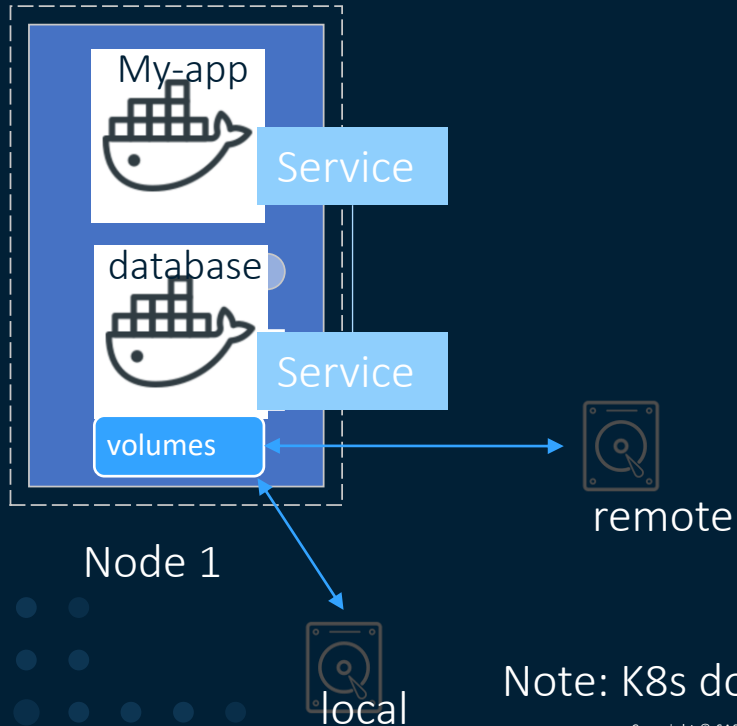 My-app
Service
database
Service
volumes
remote
Node 1
local
Note: K8s do